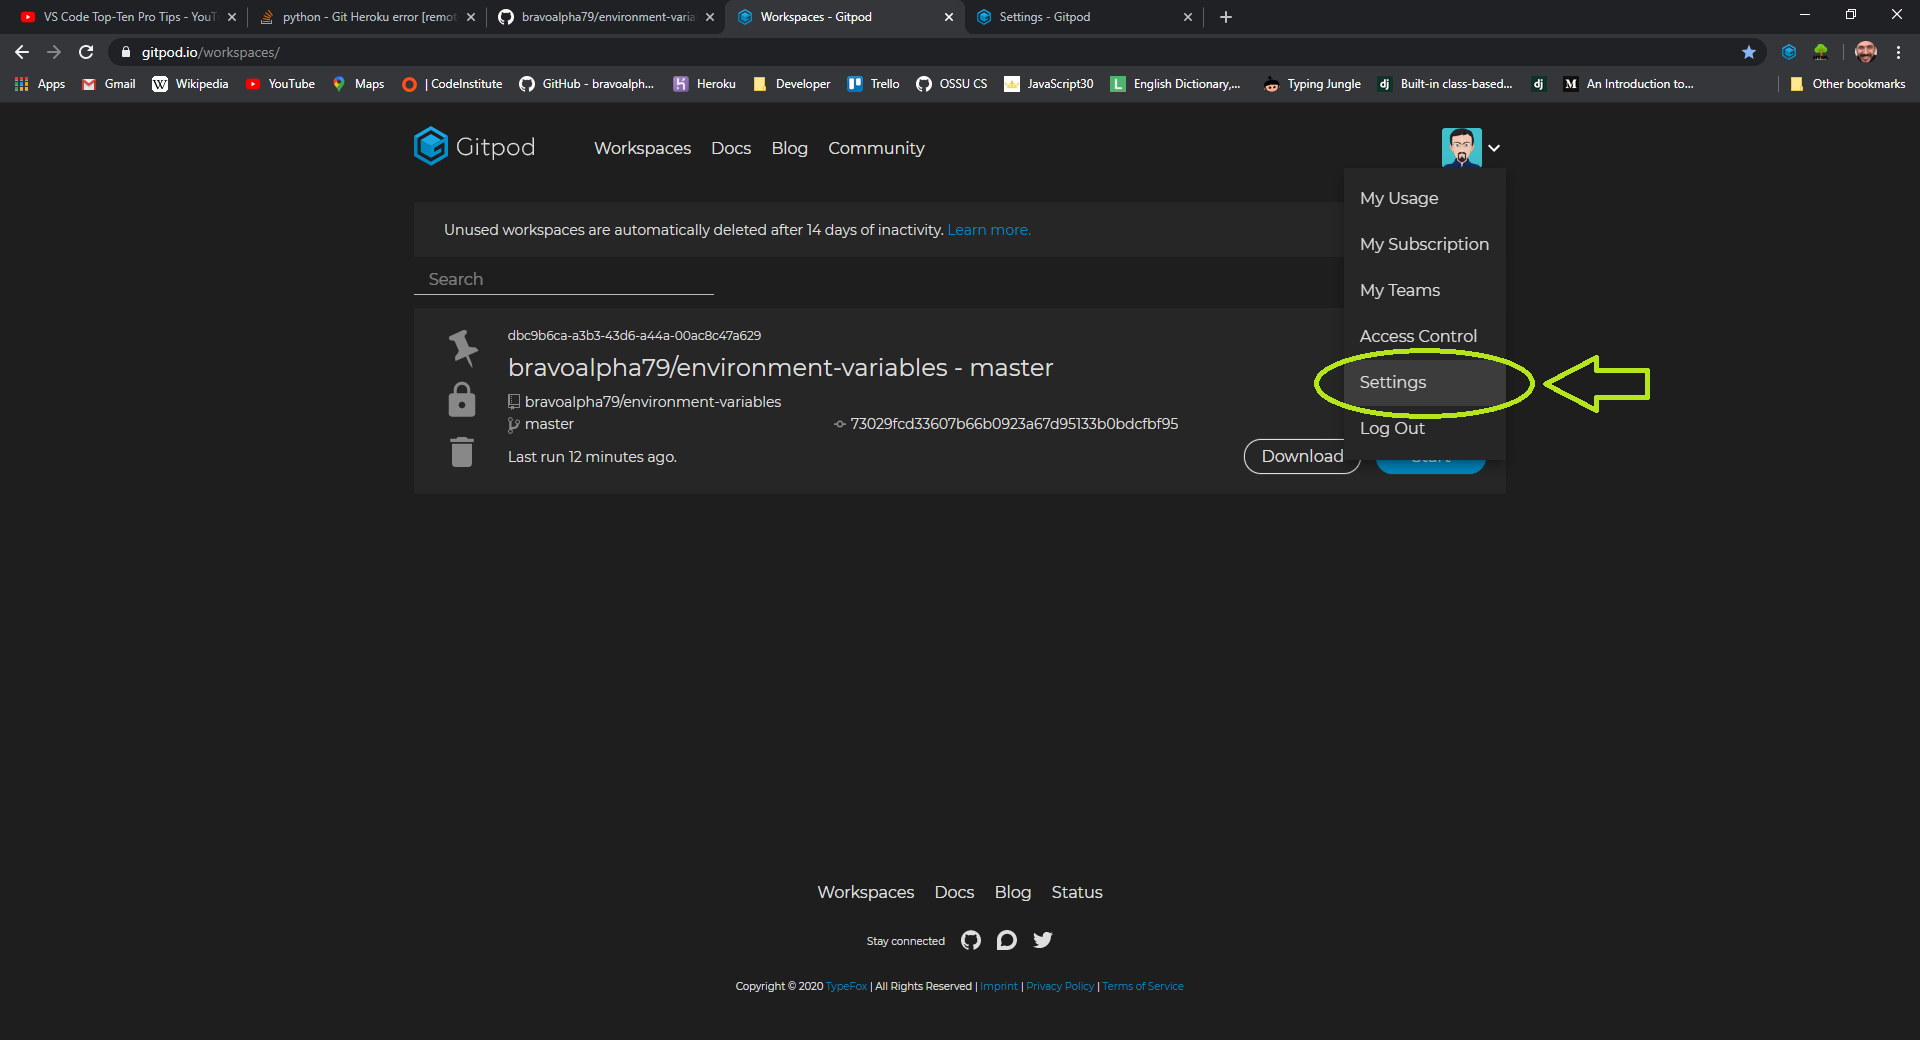 VS Code Top-Ten Pro Tips - YouT
python - Git Heroku error [remot
bravoalpha79/environment-varia
Workspaces - Gitpod
Settings - Gitpod
gitpod.io/workspaces/
Apps
Gmail
W Wikipedia
YouTube
Maps
| CodeInstitute
GitHub - bravoalph...
Heroku
Developer
Trello
OSSU CS
JavaScript30
L English Dictionary,...
Typing Jungle
dj Built-in class-based...
dj
M An Introduction to...
Other bookmarks
Gitpod
Workspaces Docs Blog Community
My Usage
My Subscription
My Teams
Access Control
Settings
Log Out
Unused workspaces are automatically deleted after 14 days of inactivity. Learn more.
Search
dbc9b6ca-a3b3-43d6-a44a-00ac8c47a629
bravoalpha79/environment-variables - master
bravoalpha79/environment-variables
master 73029fcd33607b66b0923a67d95133b0bdcfbf95
Last run 12 minutes ago.
Download Start
Workspaces Docs Blog Status
Stay connected
Copyright © 2020 TypeFox | All Rights Reserved | Imprint | Privacy Policy | Terms of Service